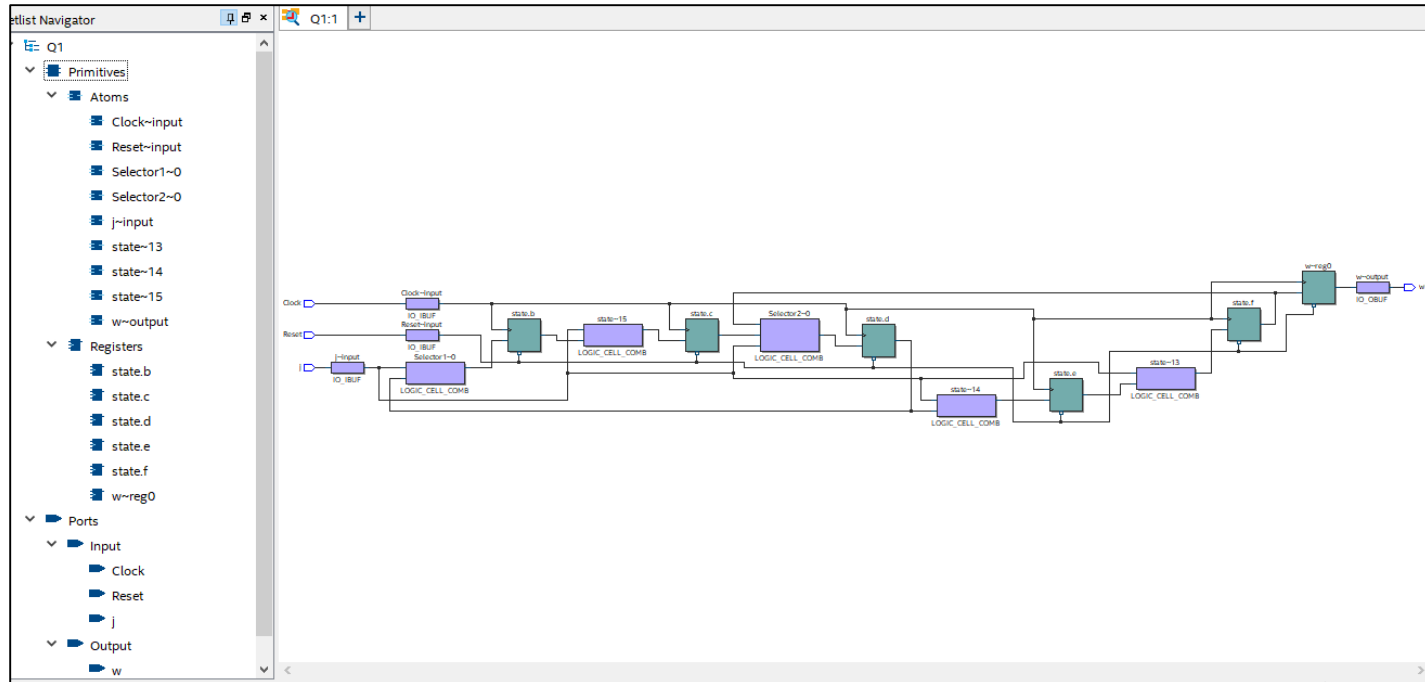 etlist Navigator
Q1
Primitives
Atoms
Clock~input
Reset~input
Selector1~0
Selector2~0
j~input
state~13
state~14
state~15
w~output
Registers
state.b
state.c
state.d
state.e
state.f
w~reg0
Ports
Input
Clock
Reset
j
Output
w
Q1:1
w~reg0
w~output
w
IO_OBUF
Clock
Clock~input
IO_IBUF
state.b
state~15
LOGIC_CELL_COMB
state.c
Selector2~0
LOGIC_CELL_COMB
state.d
state.f
Reset
Reset~input
IO_IBUF
j
j~input
IO_IBUF
Selector1~0
LOGIC_CELL_COMB
state~14
LOGIC_CELL_COMB
state.e
state~13
LOGIC_CELL_COMB